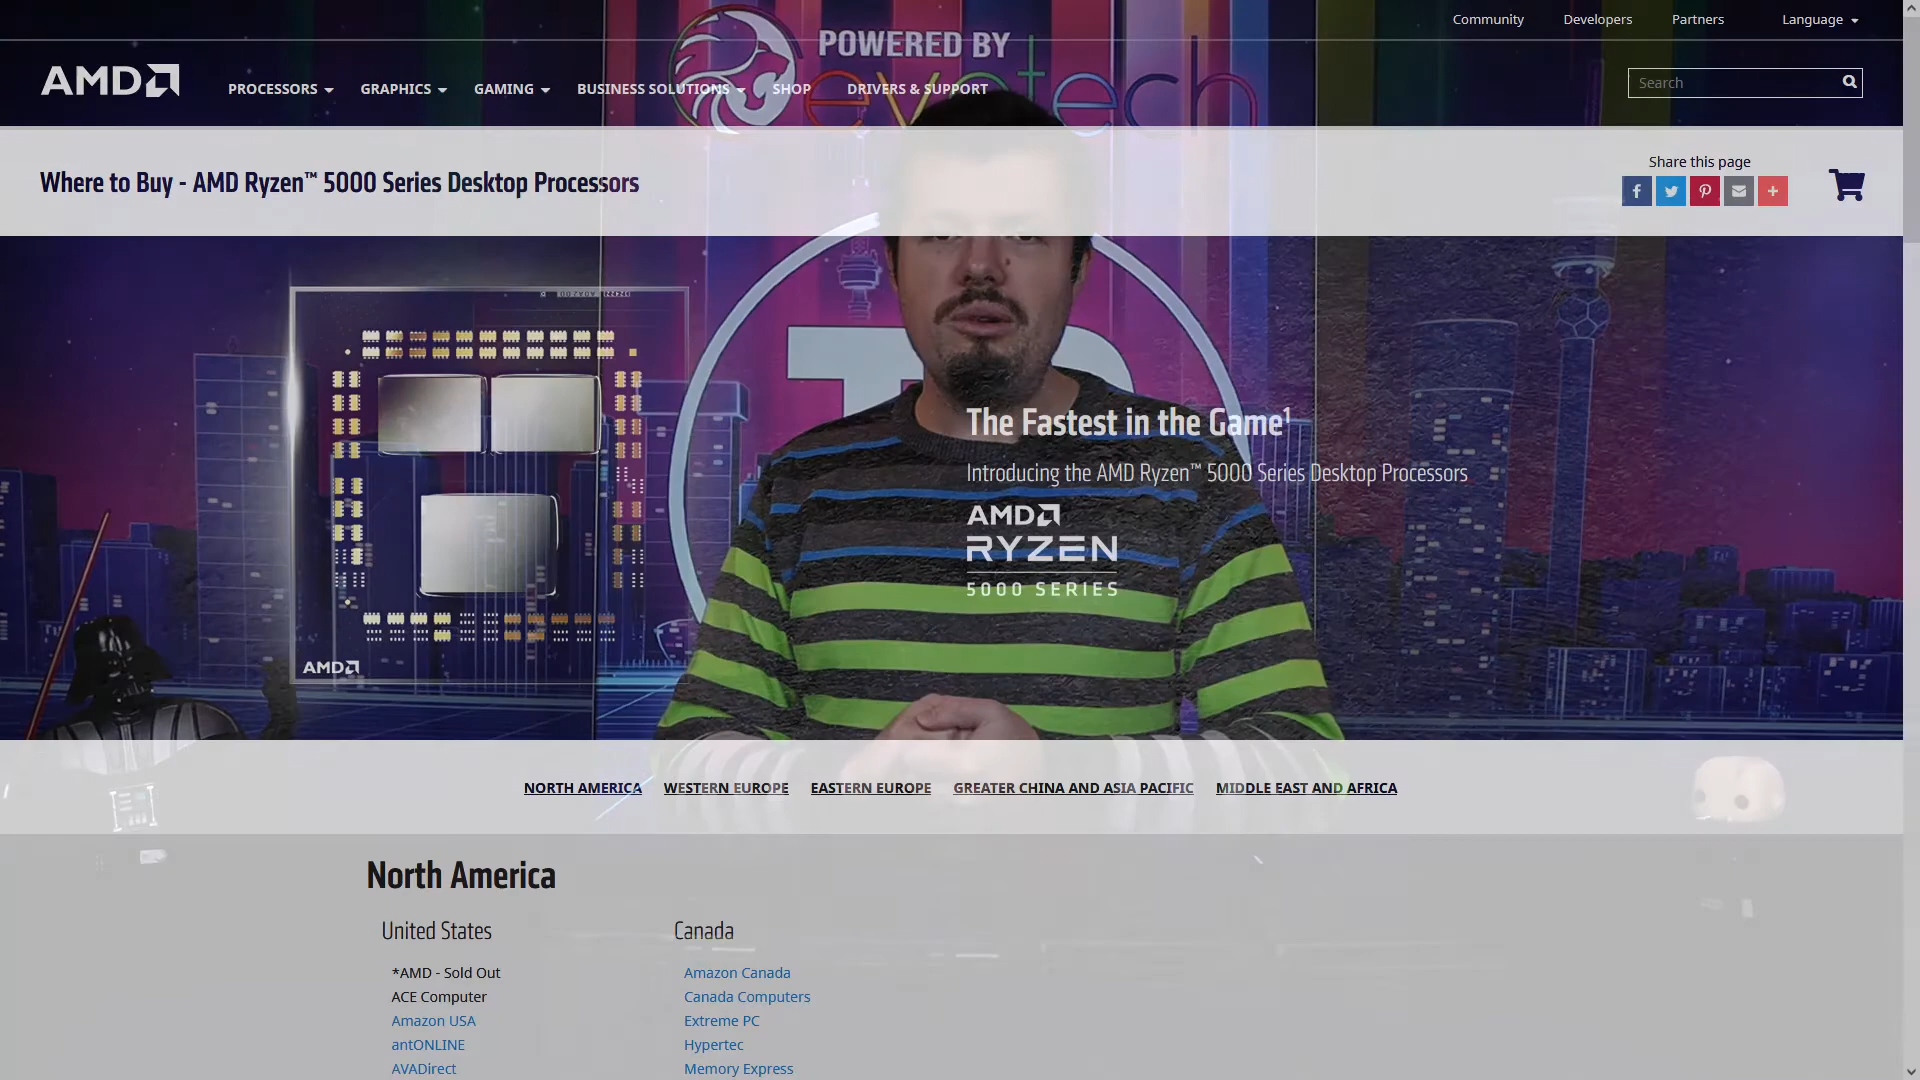 POWERED BY
evetech
Community Developers Partners Language
AMD
PROCESSORS GRAPHICS GAMING BUSINESS SOLUTIONS SHOP DRIVERS & SUPPORT
Search
Where to Buy - AMD Ryzen™ 5000 Series Desktop Processors
Share this page
AMD
The Fastest in the Game¹
Introducing the AMD Ryzen™ 5000 Series Desktop Processors
AMD
RYZEN
5000 SERIES
NORTH AMERICA WESTERN EUROPE EASTERN EUROPE GREATER CHINA AND ASIA PACIFIC MIDDLE EAST AND AFRICA
North America
United States
*AMD - Sold Out
ACE Computer
Amazon USA
antONLINE
AVADirect
Canada
Amazon Canada
Canada Computers
Extreme PC
Hypertec
Memory Express